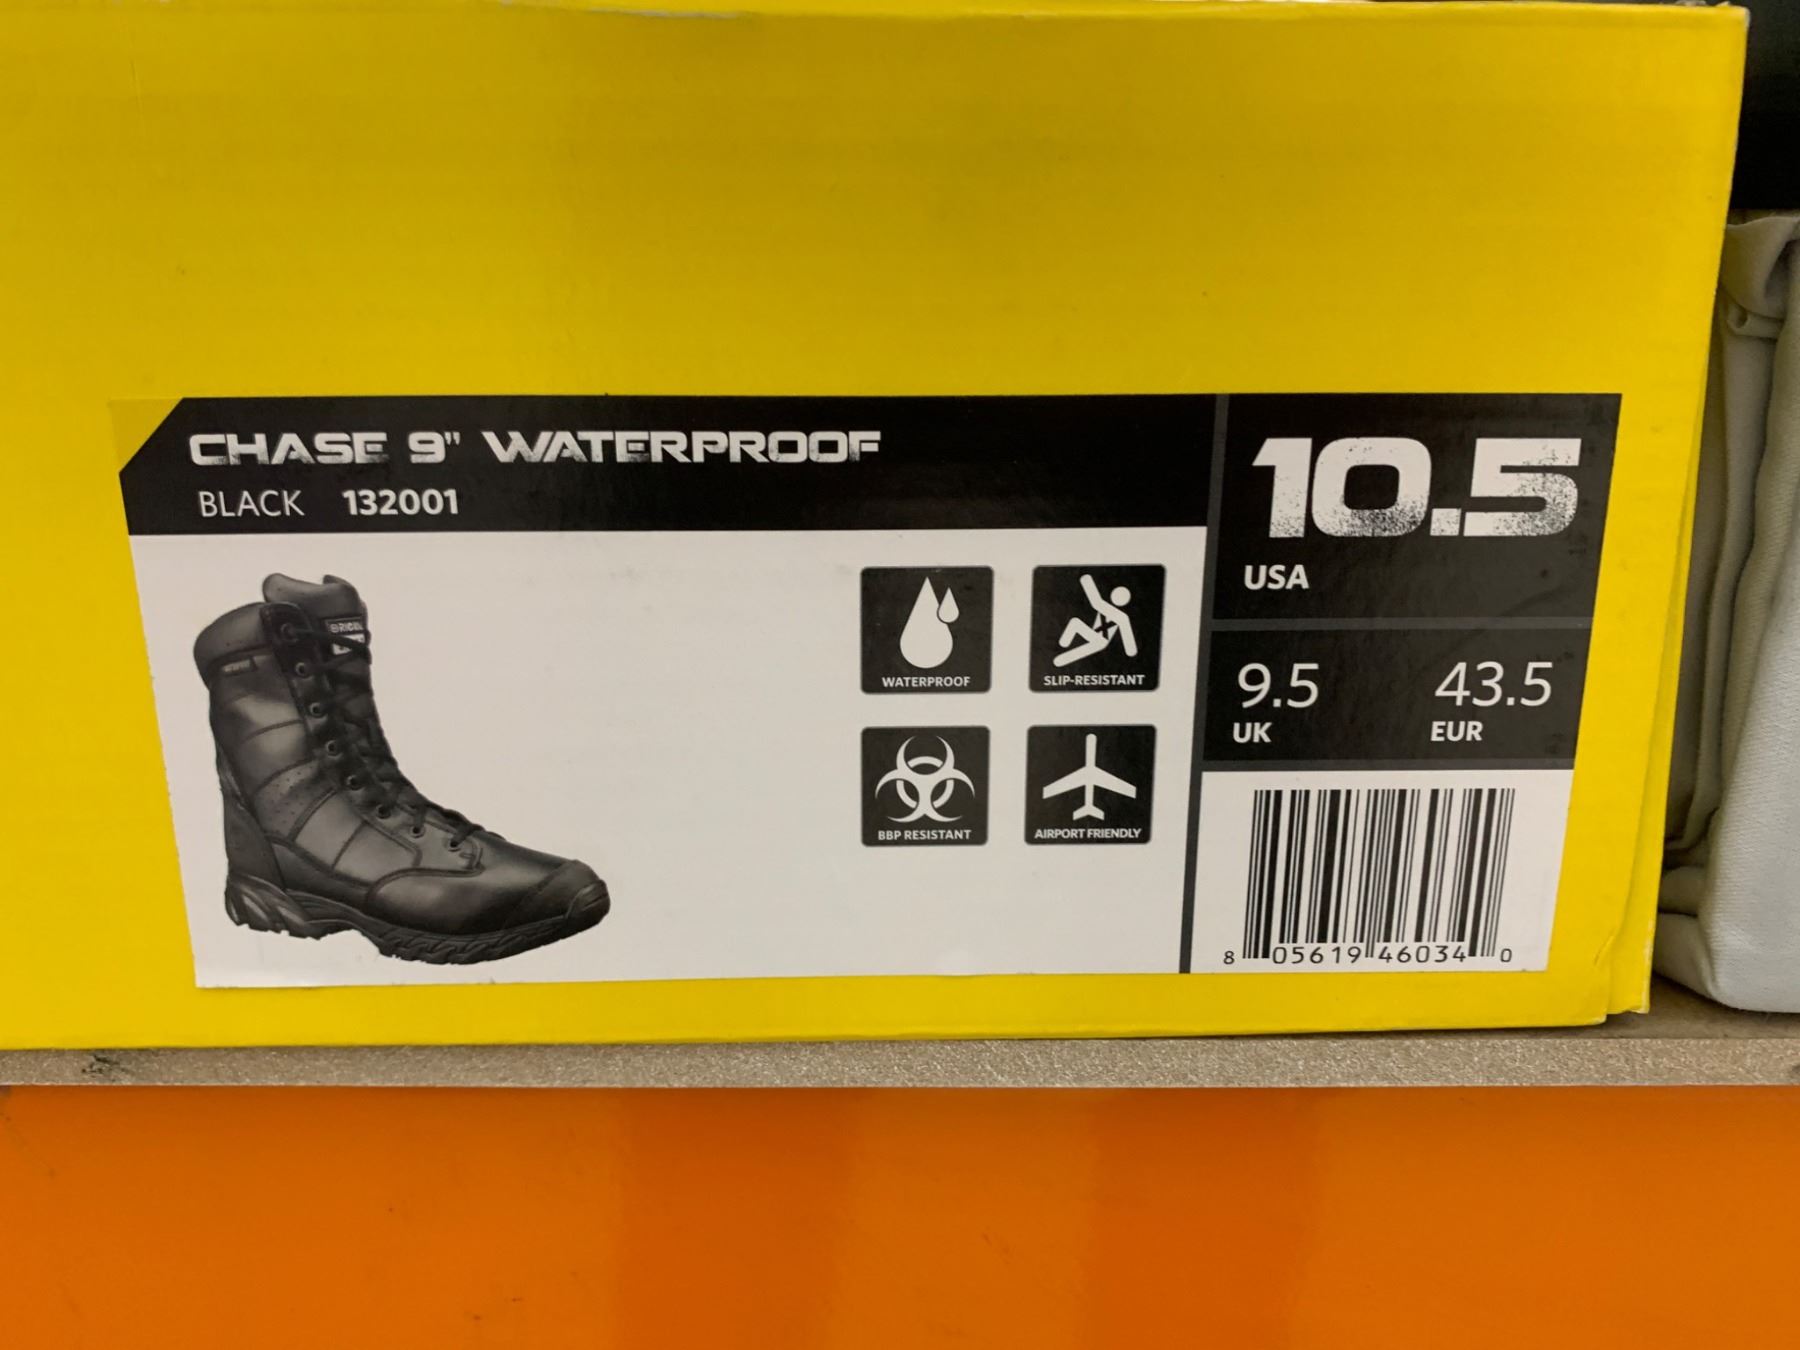 CHASE 9" WATERPROOF
BLACK 132001
10.5
USA
9.5 43.5
UK EUR
WATERPROOF
SLIP-RESISTANT
BBP RESISTANT
AIRPORT FRIENDLY
8 05619 46034 0